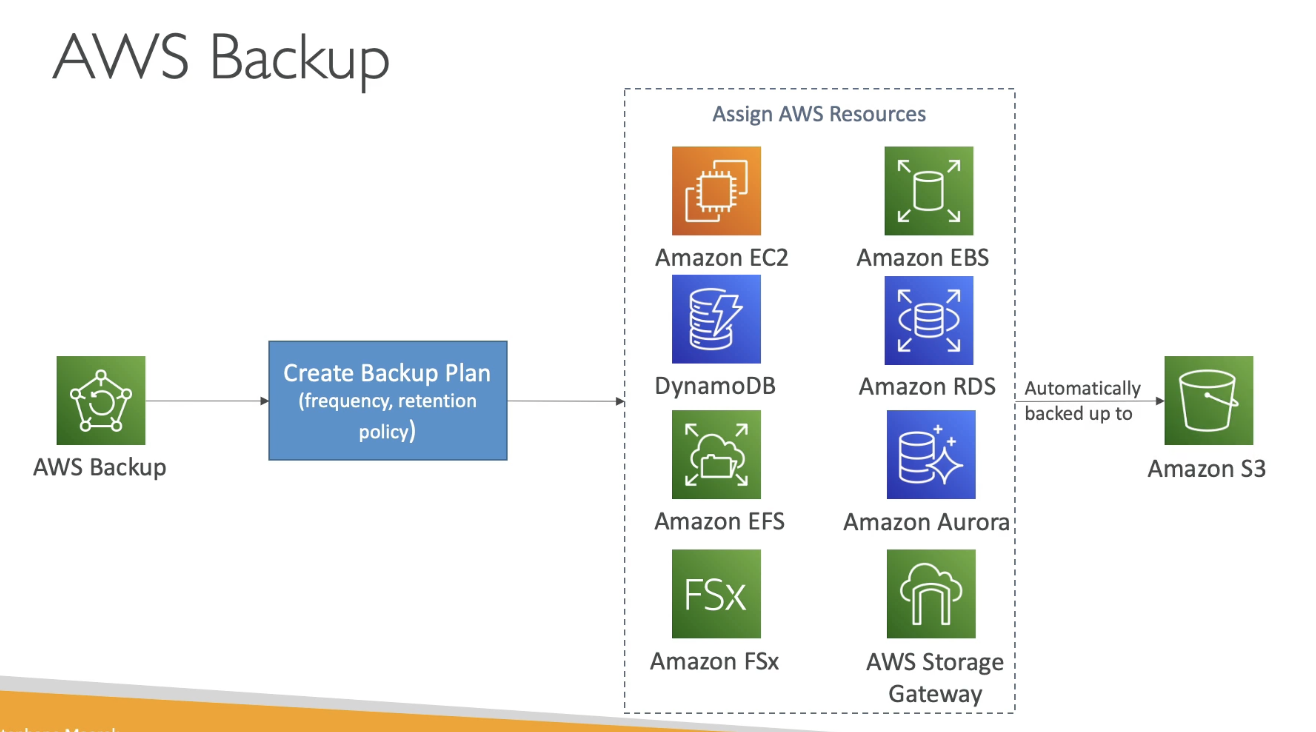 AWS Backup
Assign AWS Resources
Amazon EC2
Amazon EBS
DynamoDB
Amazon RDS
Create Backup Plan
(frequency, retention
policy)
Automatically
backed up to
AWS Backup
Amazon S3
Amazon EFS
Amazon Aurora
FSx
Amazon FSx
AWS Storage
Gateway